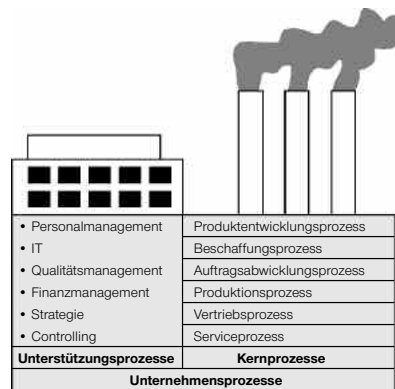 • Personalmanagement Produktentwicklungsprozess
• IT Beschaffungsprozess
• Qualitätsmanagement Auftragsabwicklungsprozess
• Finanzmanagement Produktionsprozess
• Strategie Vertriebsprozess
• Controlling Serviceprozess
Unterstützungsprozesse Kernprozesse
Unternehmensprozesse